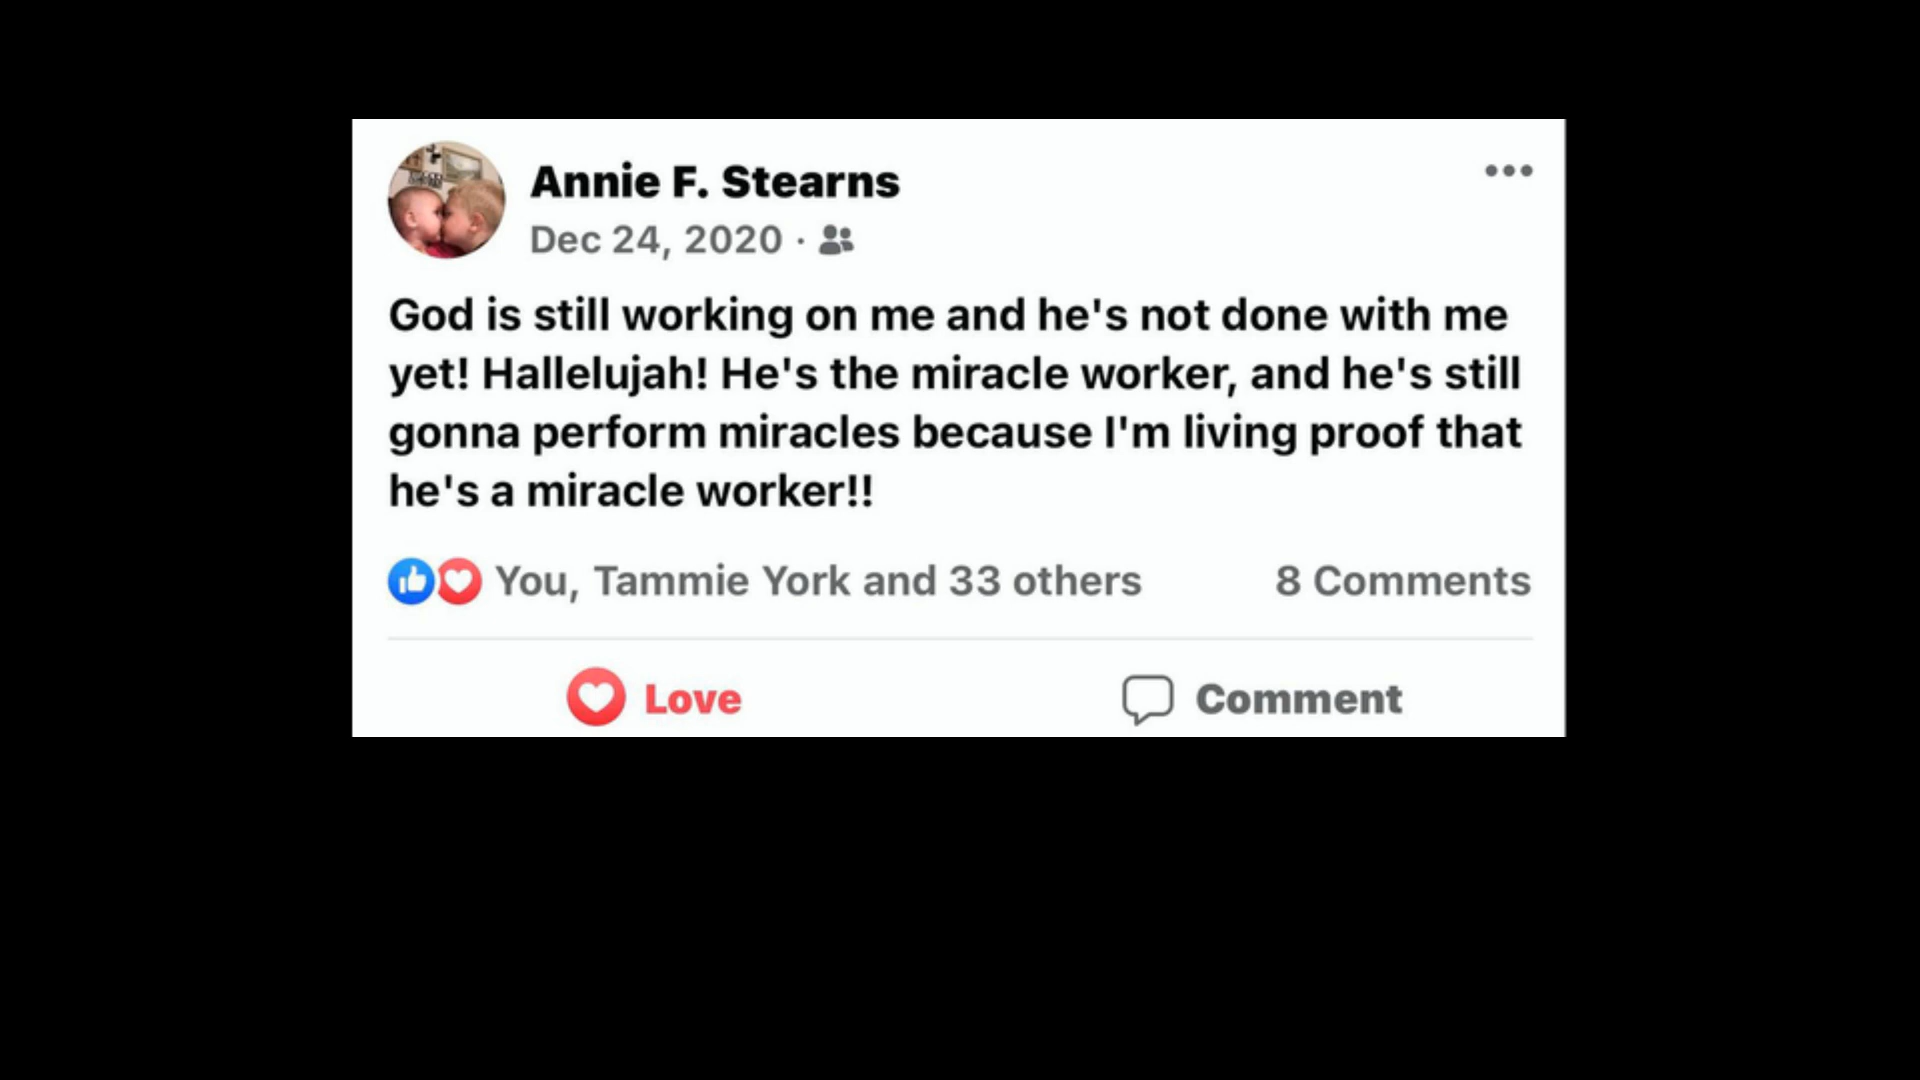 Annie F. Stearns
Dec 24, 2020 ·
God is still working on me and he's not done with me
yet! Hallelujah! He's the miracle worker, and he's still
gonna perform miracles because I'm living proof that
he's a miracle worker!!
You, Tammie York and 33 others 8 Comments
Love Comment